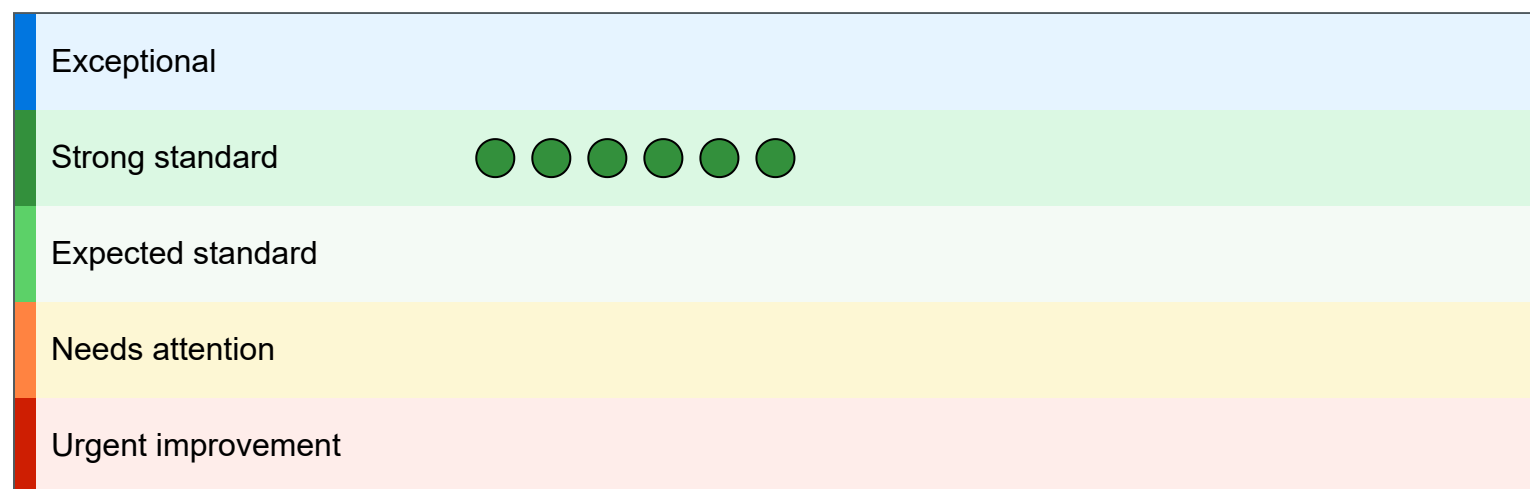 Exceptional
Strong standard
Expected standard
Needs attention
Urgent improvement